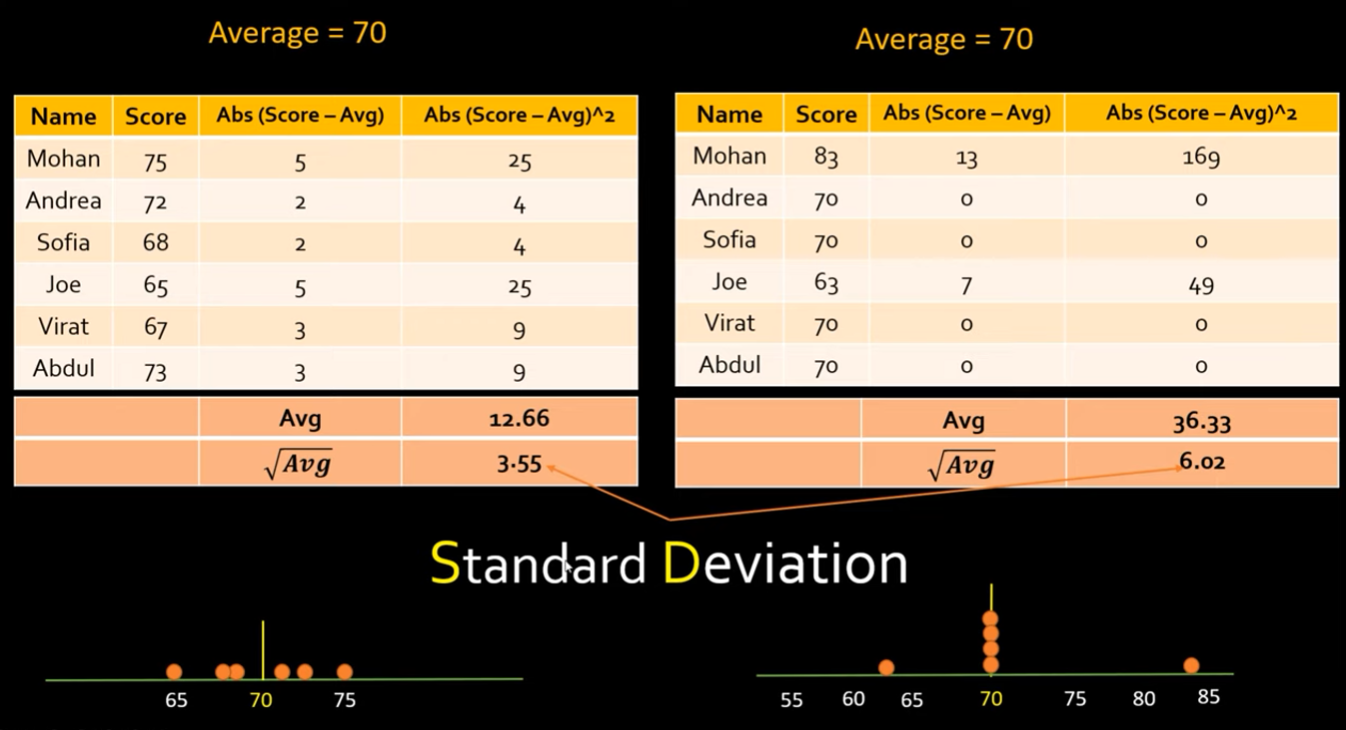 Average = 70
Name Score Abs (Score – Avg) Abs (Score – Avg)^2
Mohan 75 5 25
Andrea 72 2 4
Sofia 68 2 4
Joe 65 5 25
Virat 67 3 9
Abdul 73 3 9
Avg 12.66
√Avg 3.55
Average = 70
Name Score Abs (Score – Avg) Abs (Score – Avg)^2
Mohan 83 13 169
Andrea 70 0 0
Sofia 70 0 0
Joe 63 7 49
Virat 70 0 0
Abdul 70 0 0
Avg 36.33
√Avg 6.02
Standard Deviation
65 70 75
55 60 65 70 75 80 85